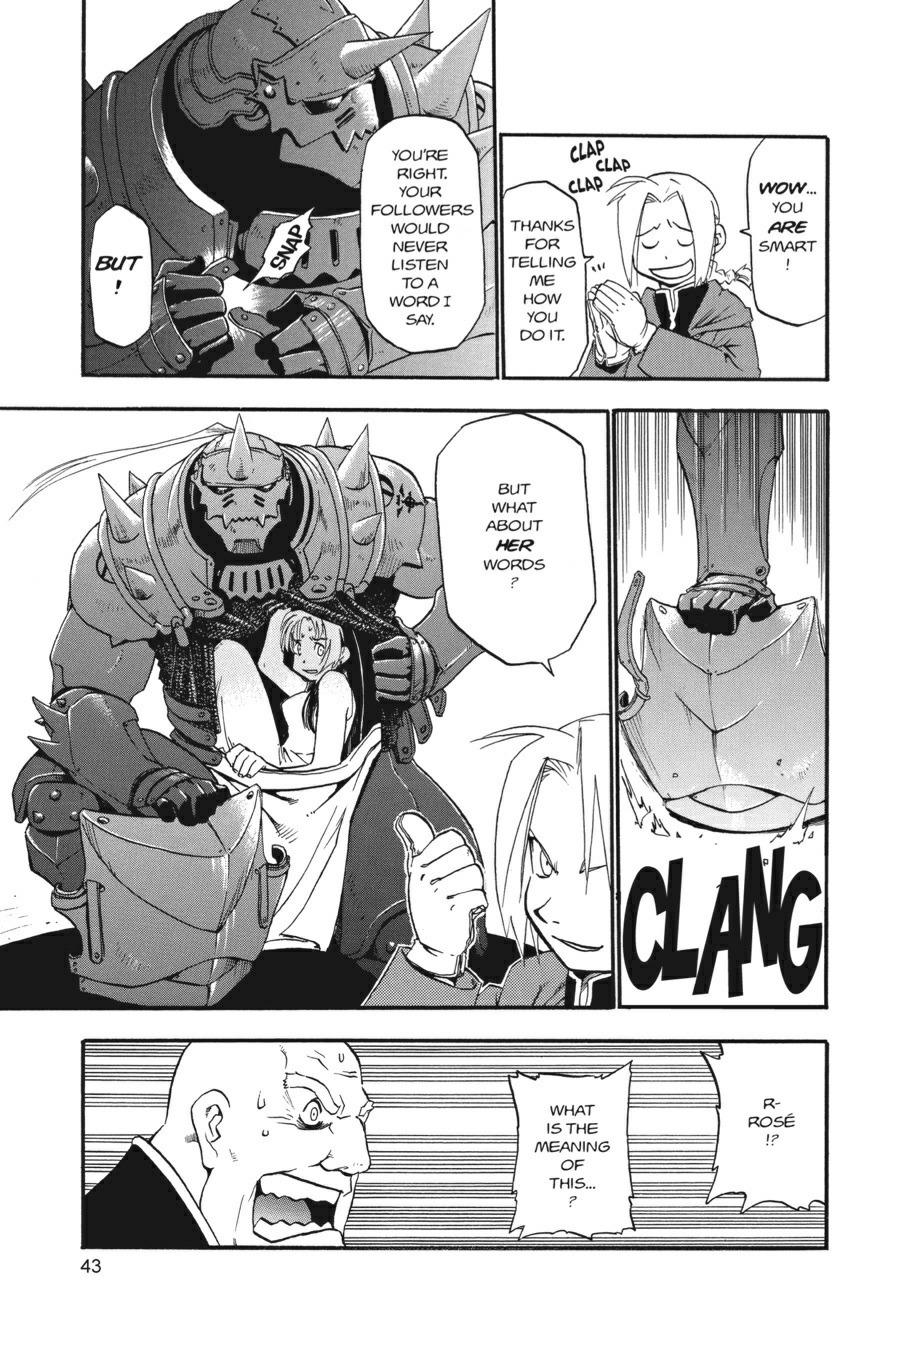 WOW...
YOU
ARE
SMART
!
CLAP
CLAP
CLAP
THANKS
FOR
TELLING
ME
HOW
YOU
DO IT.
YOU'RE
RIGHT.
YOUR
FOLLOWERS
WOULD
NEVER
LISTEN
TO A
WORD I
SAY.
SNAP
BUT
!
CLANG
BUT
WHAT
ABOUT
HER
WORDS
?
R-
ROSÉ
!?
WHAT
IS THE
MEANING
OF
THIS...
?
43